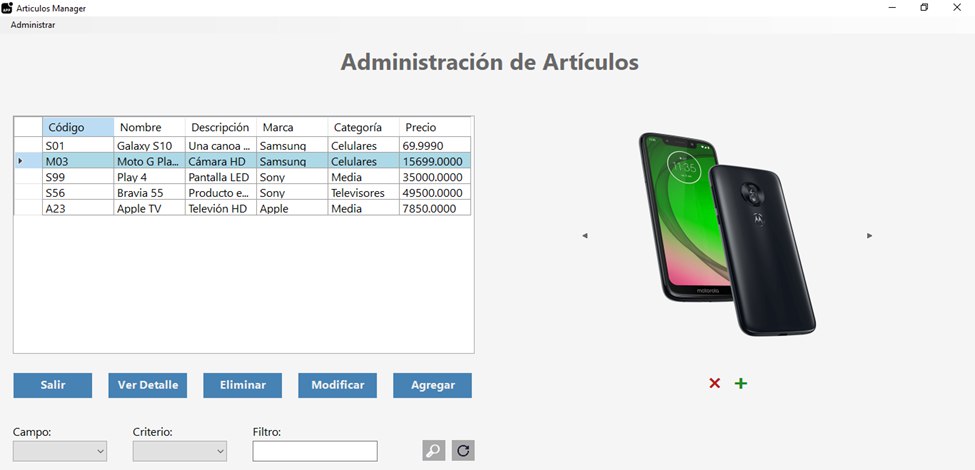 Articulos Manager
Administrar
Administración de Artículos
Código Nombre Descripción Marca Categoría Precio
S01 Galaxy S10 Una canoa ... Samsung Celulares 69.9990
M03 Moto G Pla... Cámara HD Samsung Celulares 15699.0000
S99 Play 4 Pantalla LED Sony Media 35000.0000
S56 Bravia 55 Producto e... Sony Televisores 49500.0000
A23 Apple TV Televión HD Apple Media 7850.0000
11:35
motorola
Salir Ver Detalle Eliminar Modificar Agregar
Campo: Criterio: Filtro: